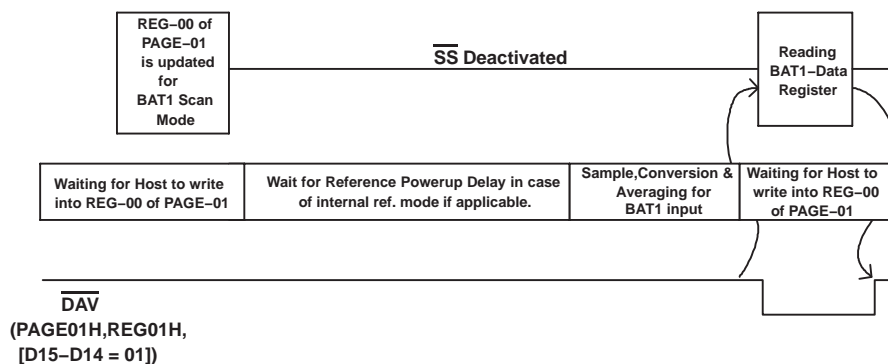 REG−00 of
PAGE−01
is updated
for
BAT1 Scan
Mode
SS Deactivated
Reading
BAT1−Data
Register
Waiting for Host to write
into REG−00 of PAGE−01
Wait for Reference Powerup Delay in case
of internal ref. mode if applicable.
Sample,Conversion &
Averaging for
BAT1 input
Waiting for Host to
write into REG−00
of PAGE−01
DAV
(PAGE01H,REG01H,
[D15−D14 = 01])